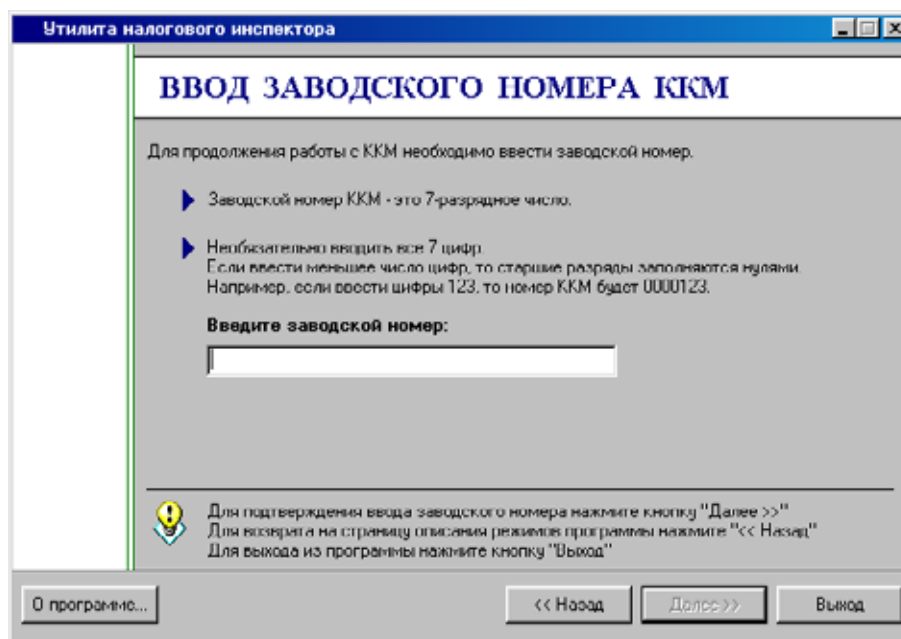 Утилита налогового инспектора
ВВОД ЗАВОДСКОГО НОМЕРА ККМ
Для продолжения работы с ККМ необходимо ввести заводской номер.
Заводской номер ККМ - это 7-разрядное число.
Необязательно вводить все 7 цифр.
Если ввести меньшее число цифр, то старшие разряды заполняются нулями.
Например, если ввести цифры 123, то номер ККМ будет 0000123.
Введите заводской номер:
Для подтверждения ввода заводского номера нажмите кнопку "Далее >>"
Для возврата на страницу описания режимов программы нажмите "<< Назад"
Для выхода из программы нажмите кнопку "Выход"
О программе... << Назад Далее >> Выход